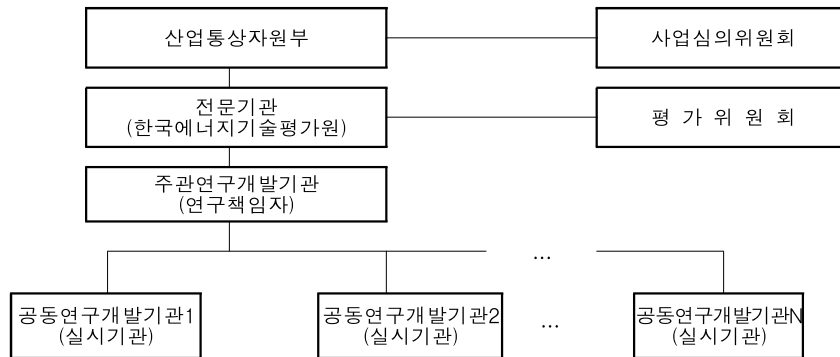 산업통상자원부
사업심의위원회
전문기관
(한국에너지기술평가원)
평 가 위 원 회
주관연구개발기관
(연구책임자)
...
공동연구개발기관1
(실시기관)
공동연구개발기관2
(실시기관)
...
공동연구개발기관N
(실시기관)